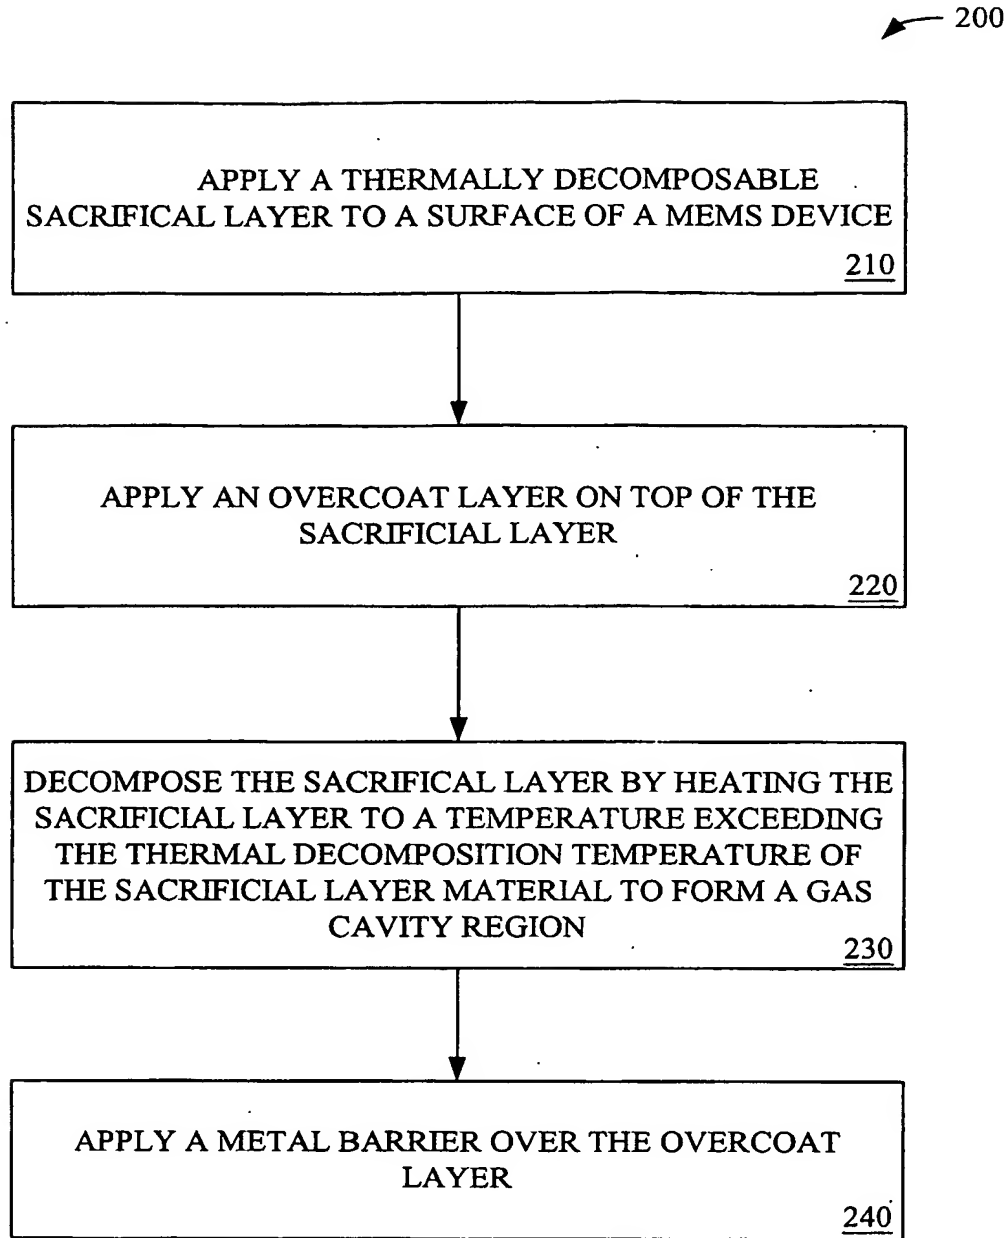 200
APPLY A THERMALLY DECOMPOSABLE
SACRIFICAL LAYER TO A SURFACE OF A MEMS DEVICE
210
APPLY AN OVERCOAT LAYER ON TOP OF THE
SACRIFICIAL LAYER
220
DECOMPOSE THE SACRIFICAL LAYER BY HEATING THE
SACRIFICIAL LAYER TO A TEMPERATURE EXCEEDING
THE THERMAL DECOMPOSITION TEMPERATURE OF
THE SACRIFICIAL LAYER MATERIAL TO FORM A GAS
CAVITY REGION
230
APPLY A METAL BARRIER OVER THE OVERCOAT
LAYER
240